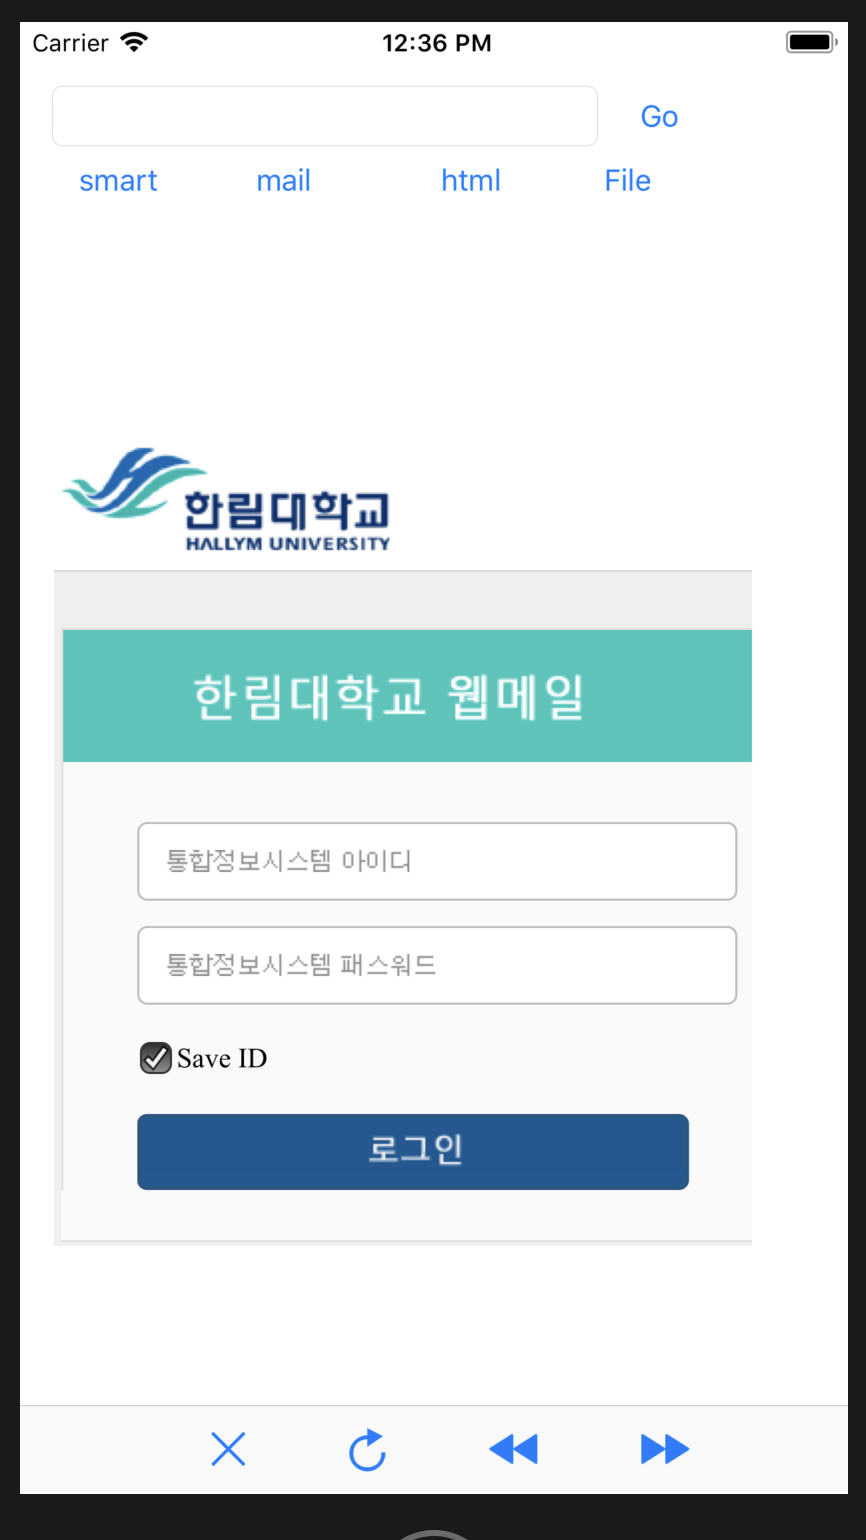 Carrier 12:36 PM
Go
smart mail html File
한림대학교
HALLYM UNIVERSITY
한림대학교 웹메일
통합정보시스템 아이디
통합정보시스템 패스워드
Save ID
로그인